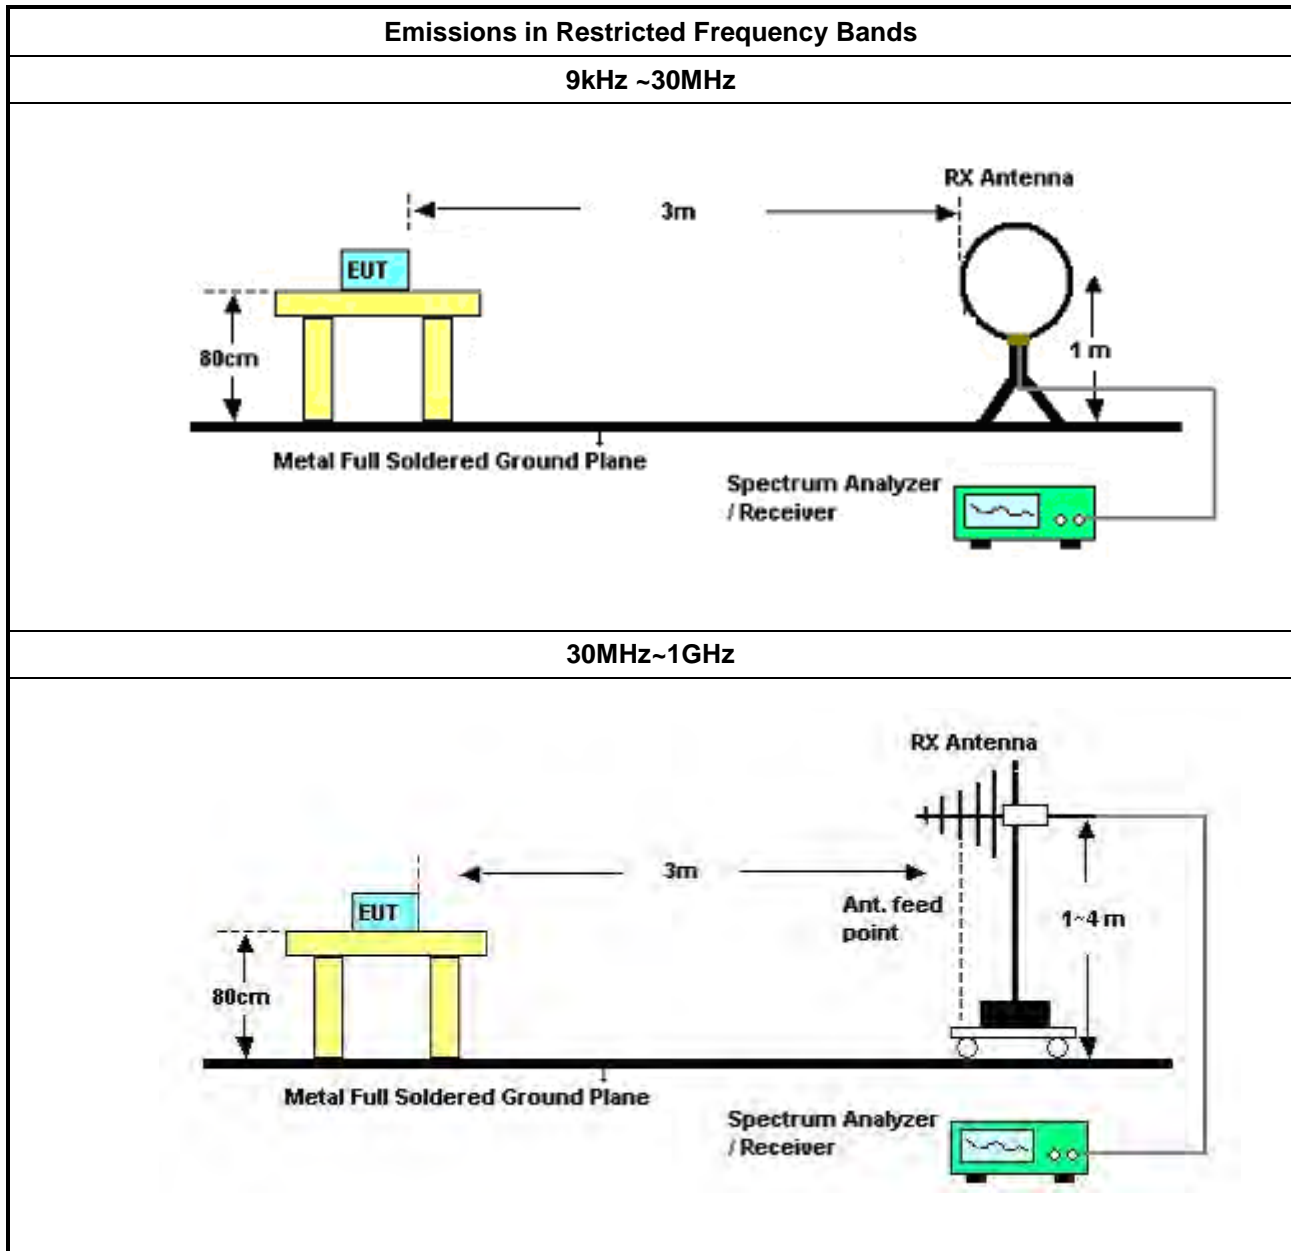 Emissions in Restricted Frequency Bands
9kHz ~30MHz
RX Antenna
3m
EUT
80cm
1 m
Metal Full Soldered Ground Plane
Spectrum Analyzer
/ Receiver
30MHz~1GHz
RX Antenna
3m
EUT
Ant. feed
point
1~4 m
80cm
Metal Full Soldered Ground Plane
Spectrum Analyzer
/ Receiver